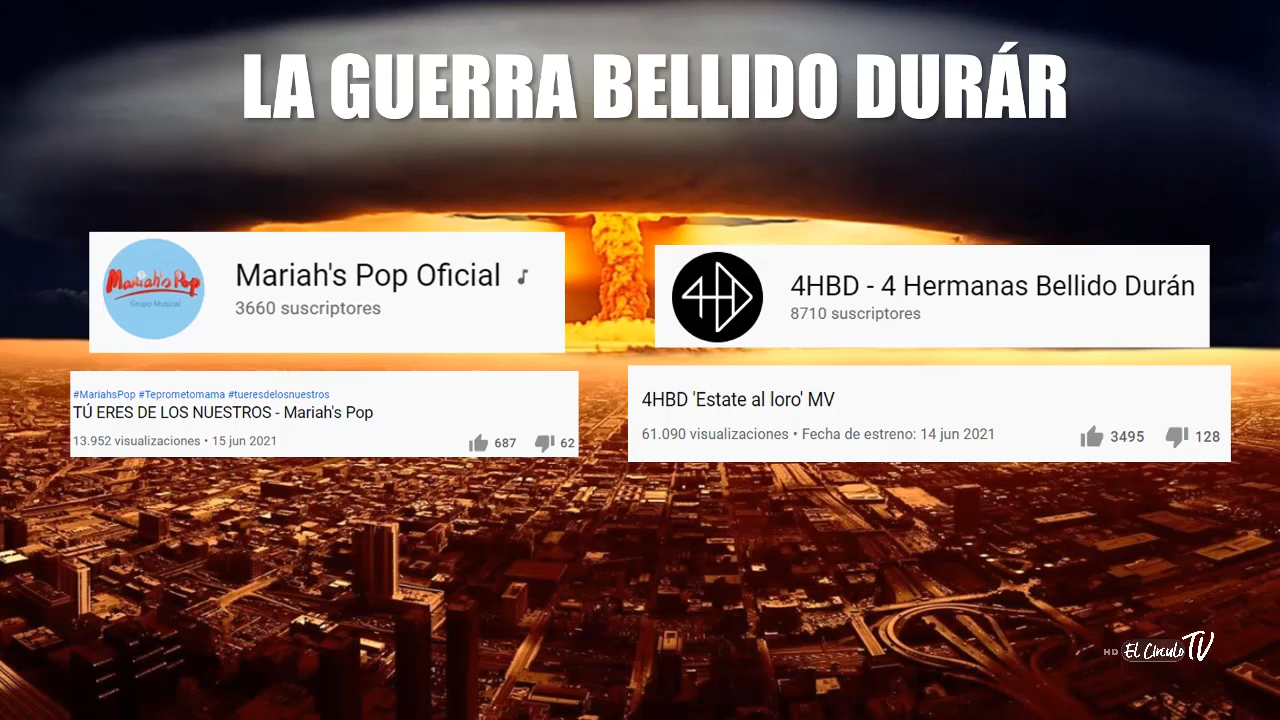 LA GUERRA BELLIDO DURÁR
Mariah's Pop
Grupo Musical
Mariah's Pop Oficial
3660 suscriptores
4HBD
4HBD - 4 Hermanas Bellido Durán
8710 suscriptores
#MariahsPop #Teprometomama #tueresdelosnuestros
TÚ ERES DE LOS NUESTROS - Mariah's Pop
13.952 visualizaciones • 15 jun 2021
687
62
4HBD 'Estate al loro' MV
61.090 visualizaciones • Fecha de estreno: 14 jun 2021
3495
128
HD El Círculo TV